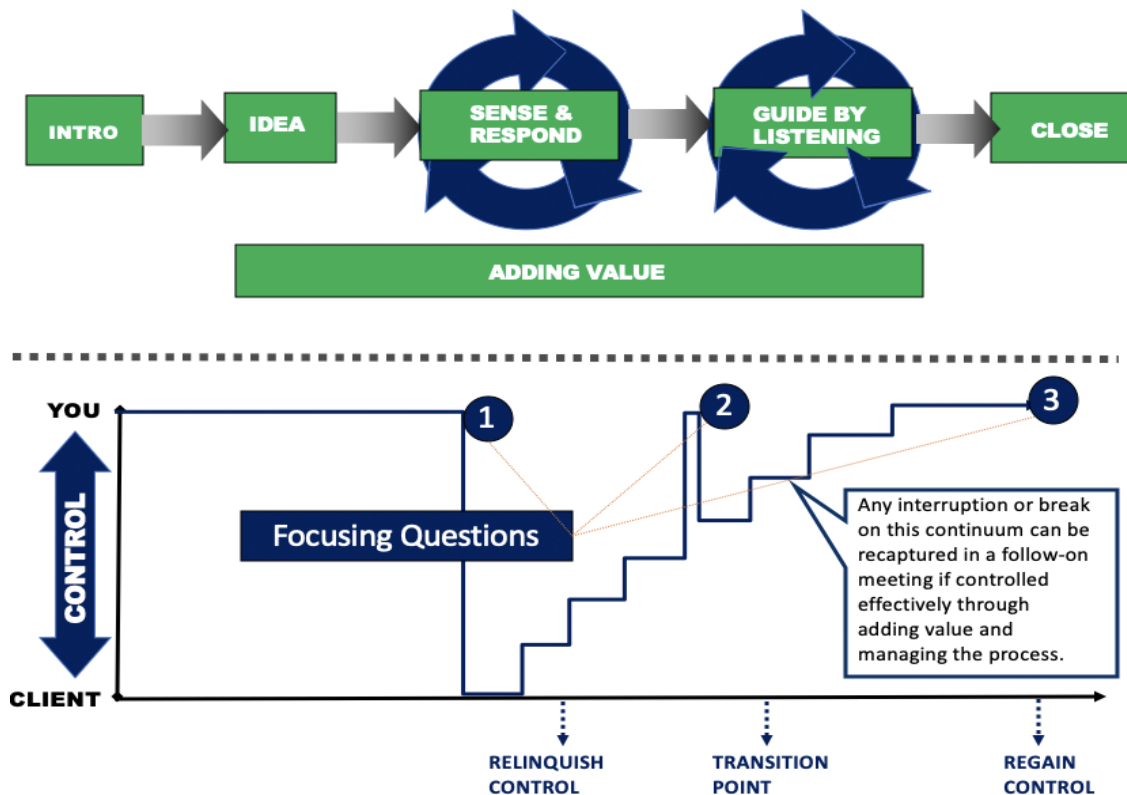 INTRO
IDEA
SENSE &
RESPOND
GUIDE BY
LISTENING
CLOSE
ADDING VALUE
YOU
CONTROL
CLIENT
1
2
3
Focusing Questions
Any interruption or break
on this continuum can be
recaptured in a follow-on
meeting if controlled
effectively through
adding value and
managing the process.
RELINQUISH
CONTROL
TRANSITION
POINT
REGAIN
CONTROL